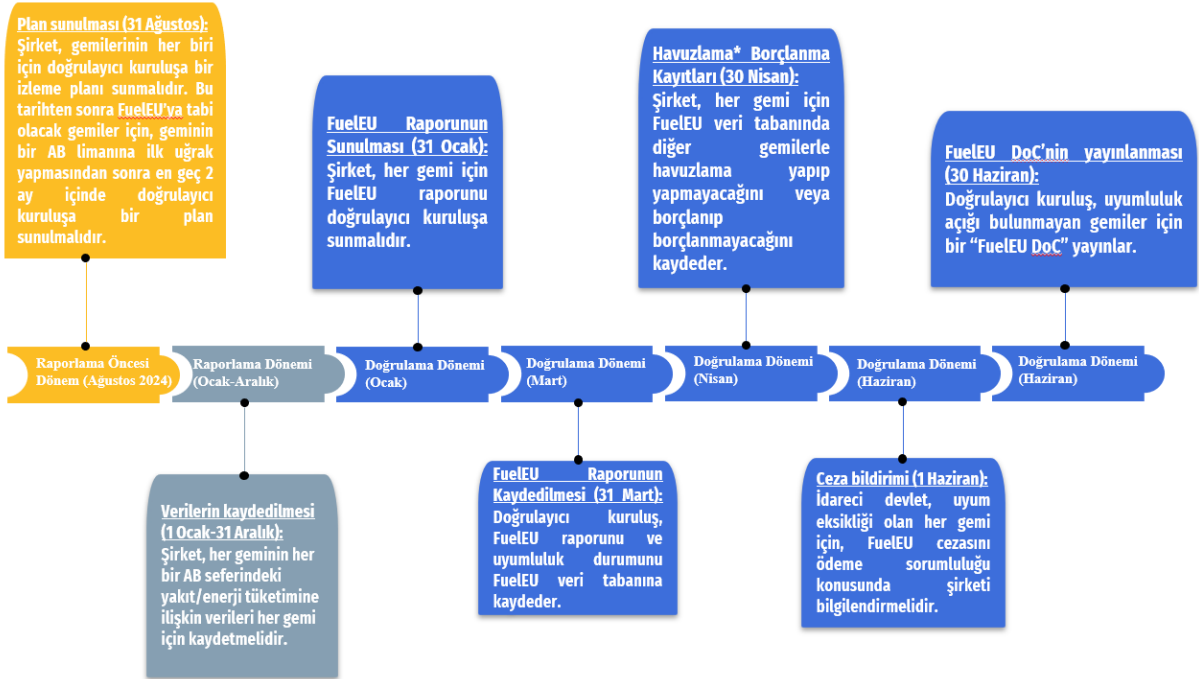 Plan sunulması (31 Ağustos):
Şirket, gemilerinin her biri
için doğrulayıcı kuruluşa bir
izleme planı sunmalıdır. Bu
tarihten sonra FuelEU’ya tabi
olacak gemiler için, geminin
bir AB limanına ilk uğrak
yapmasından sonra en geç 2
ay içinde doğrulayıcı
kuruluşa bir plan
sunulmalıdır.
FuelEU Raporunun
Sunulması (31 Ocak):
Şirket, her gemi için
FuelEU raporunu
doğrulayıcı kuruluşa
sunmalıdır.
Havuzlama* Borçlanma
Kayıtları (30 Nisan):
Şirket, her gemi için
FuelEU veri tabanında
diğer gemilerle
havuzlama yapıp
yapmayacağını veya
borçlanıp
borçlanmayacağını
kaydeder.
FuelEU DoC’nin yayınlanması
(30 Haziran):
Doğrulayıcı kuruluş, uyumluluk
açığı bulunmayan gemiler için
bir “FuelEU DoC” yayınlar.
Raporlama Öncesi
Dönem (Ağustos 2024)
Raporlama Dönemi
(Ocak-Aralık)
Doğrulama Dönemi
(Ocak)
Doğrulama Dönemi
(Mart)
Doğrulama Dönemi
(Nisan)
Doğrulama Dönemi
(Haziran)
Doğrulama Dönemi
(Haziran)
Verilerin kaydedilmesi
(1 Ocak-31 Aralık):
Şirket, her geminin her
bir AB seferindeki
yakıt/enerji tüketimine
ilişkin verileri her gemi
için kaydetmelidir.
FuelEU Raporunun
Kaydedilmesi (31 Mart):
Doğrulayıcı kuruluş,
FuelEU raporunu ve
uyumluluk durumunu
FuelEU veri tabanına
kaydeder.
Ceza bildirimi (1 Haziran):
İdareci devlet, uyum
eksikliği olan her gemi
için, FuelEU cezasını
ödeme sorumluluğu
konusunda şirketi
bilgilendirmelidir.